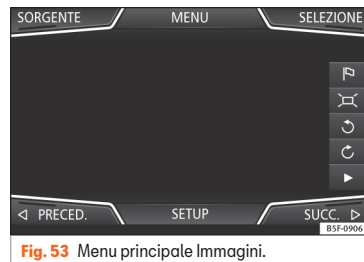 SORGENTE MENU SELEZIONE
PRECED. SETUP SUCC.
B5F-0906
Fig. 53 Menu principale Immagini.